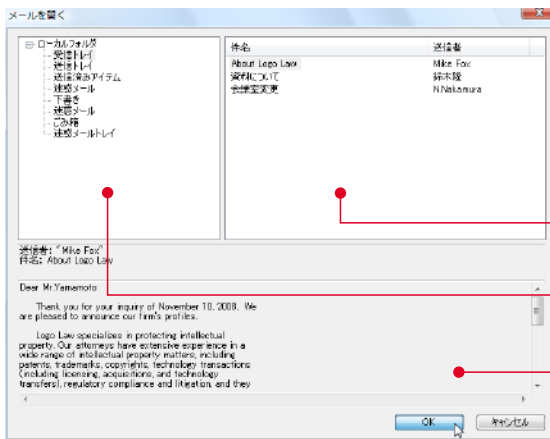 メールを開く
ローカルフォルダ
受信トレイ
送信トレイ
送信済みアイテム
迷惑メール
下書き
迷惑メール
ごみ箱
迷惑メールトレイ
件名 送信者
About Logo Law Mike Fox
資料について 鈴木隆
会議室変更 N.Nakamura
送信者: "Mike Fox"
件名: About Logo Law
Dear Mr.Yamamoto
Thank you for your inquiry of November 10, 2008. We
are pleased to announce our firm's profiles.
Logo Law specializes in protecting intellectual
property. Our attorneys have extensive experience in a
wide range of intellectual property matters, including
patents, trademarks, copyrights, technology transactions
(including licensing, acquisitions, and technology
transfers), regulatory compliance and litigation, and they
OK キャンセル